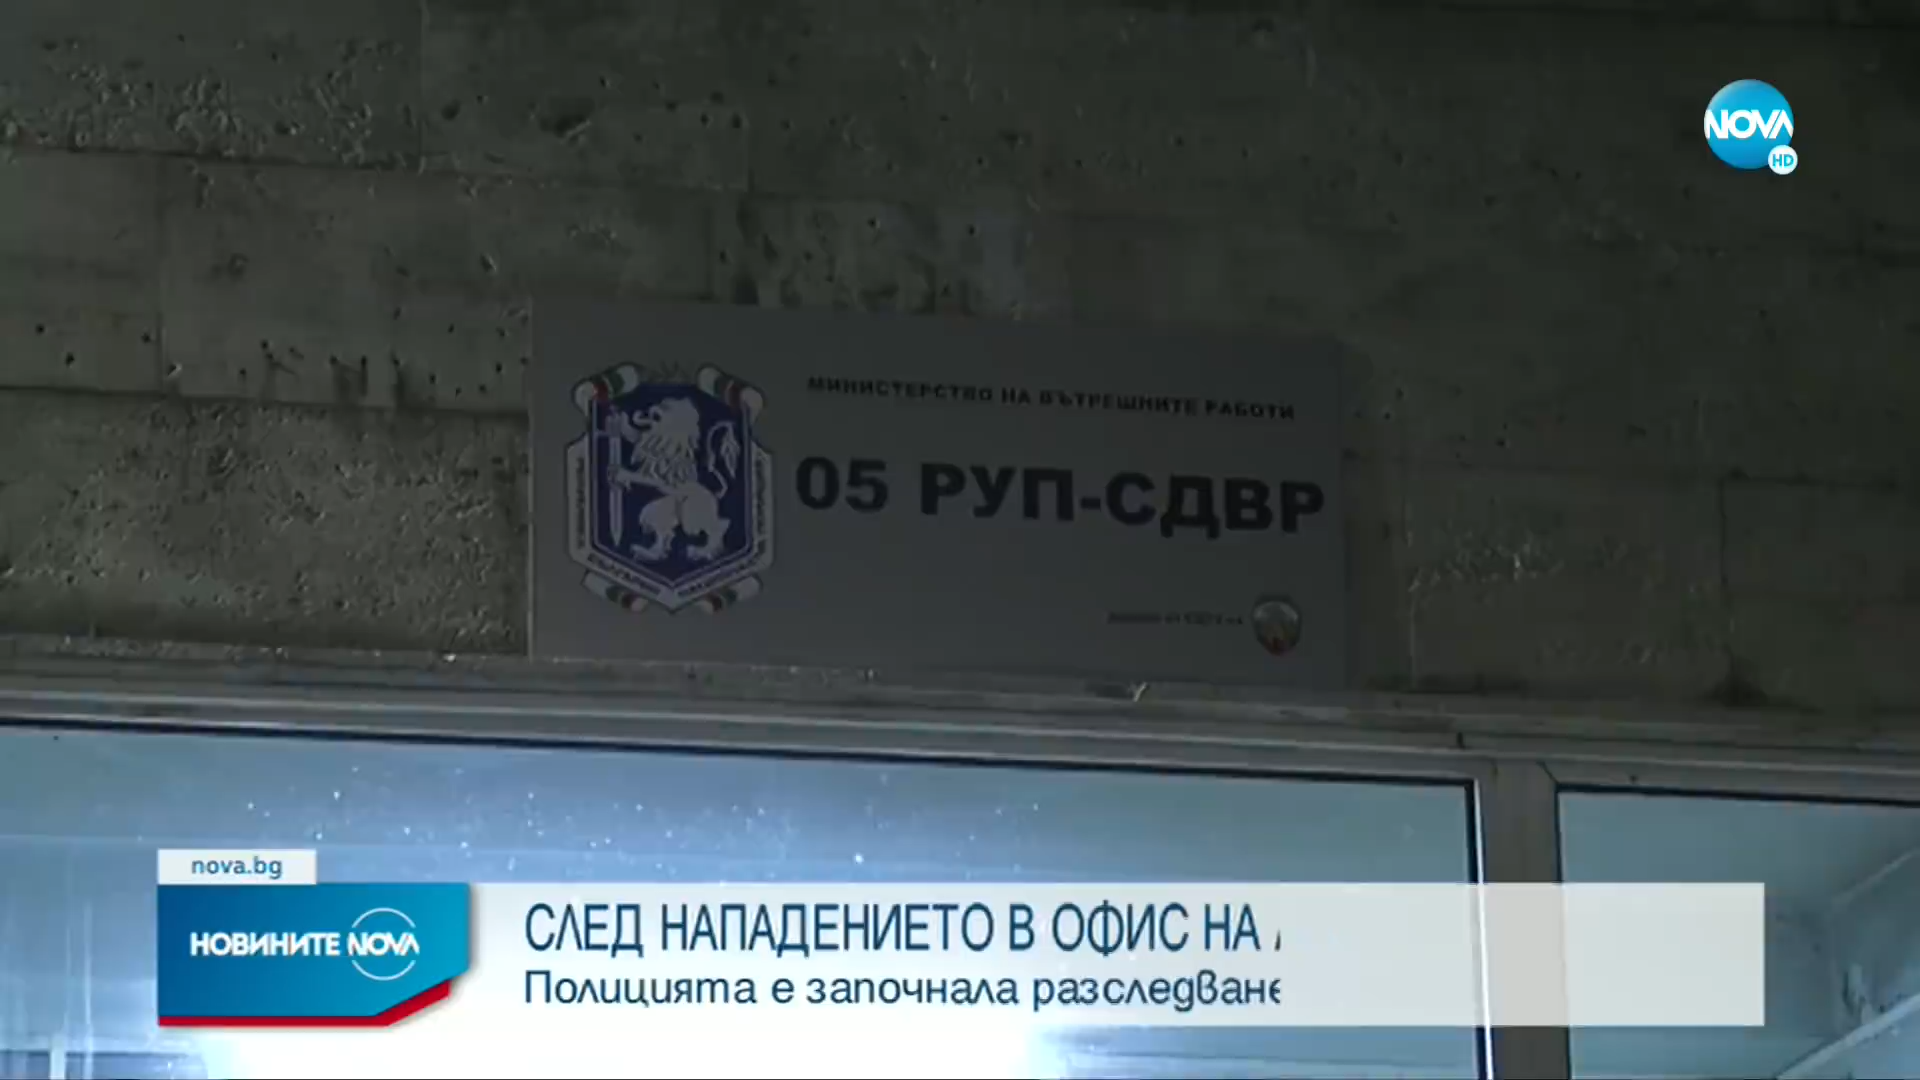 NOVA
HD
МИНИСТЕРСТВО НА ВЪТРЕШНИТЕ РАБОТИ
05 РУП-СДВР
nova.bg
НОВИНИТЕ NOVA
СЛЕД НАПАДЕНИЕТО В ОФИС НА
Полицията е започнала разследване